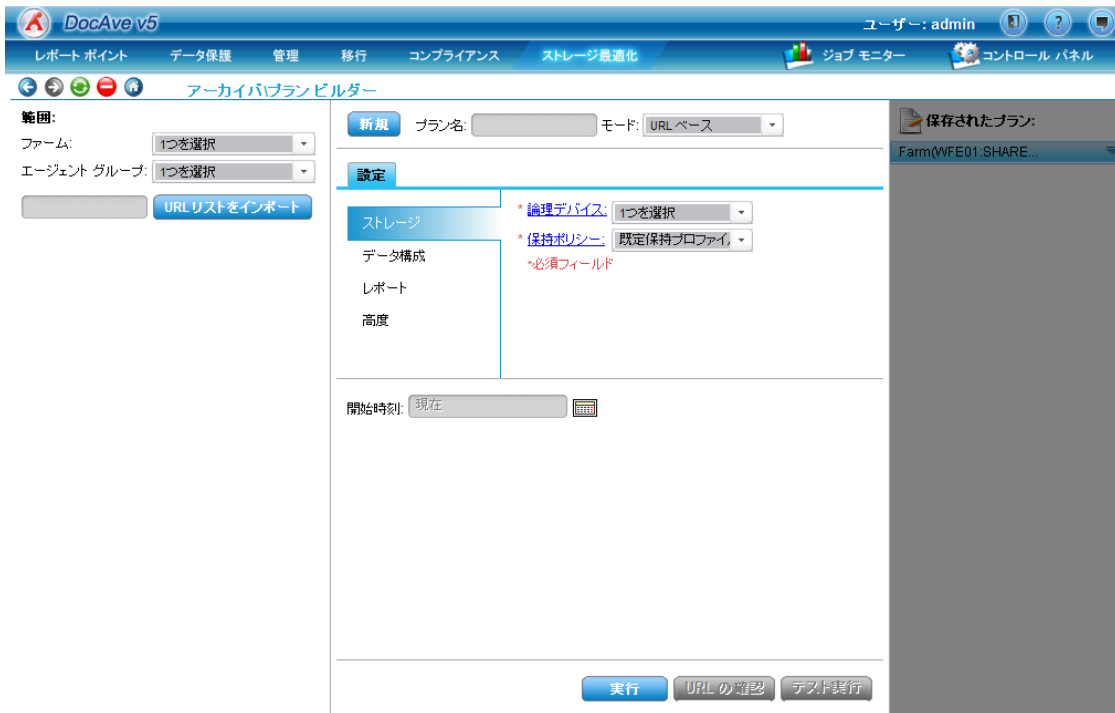 DocAve v5
ユーザー: admin
レポート ポイント データ保護 管理 移行 コンプライアンス ストレージ最適化 ジョブ モニター コントロール パネル
アーカイバ\プラン ビルダー
範囲:
ファーム: 1つを選択
エージェント グループ: 1つを選択
URLリストをインポート
新規 プラン名: モード: URL ベース
設定
ストレージ
データ構成
レポート
高度
* 論理デバイス: 1つを選択
* 保持ポリシー: 既定保持プロファイ
*必須フィールド
開始時刻: 現在
実行 URL の確認 テスト実行
保存されたプラン:
Farm(WFE01:SHARE...